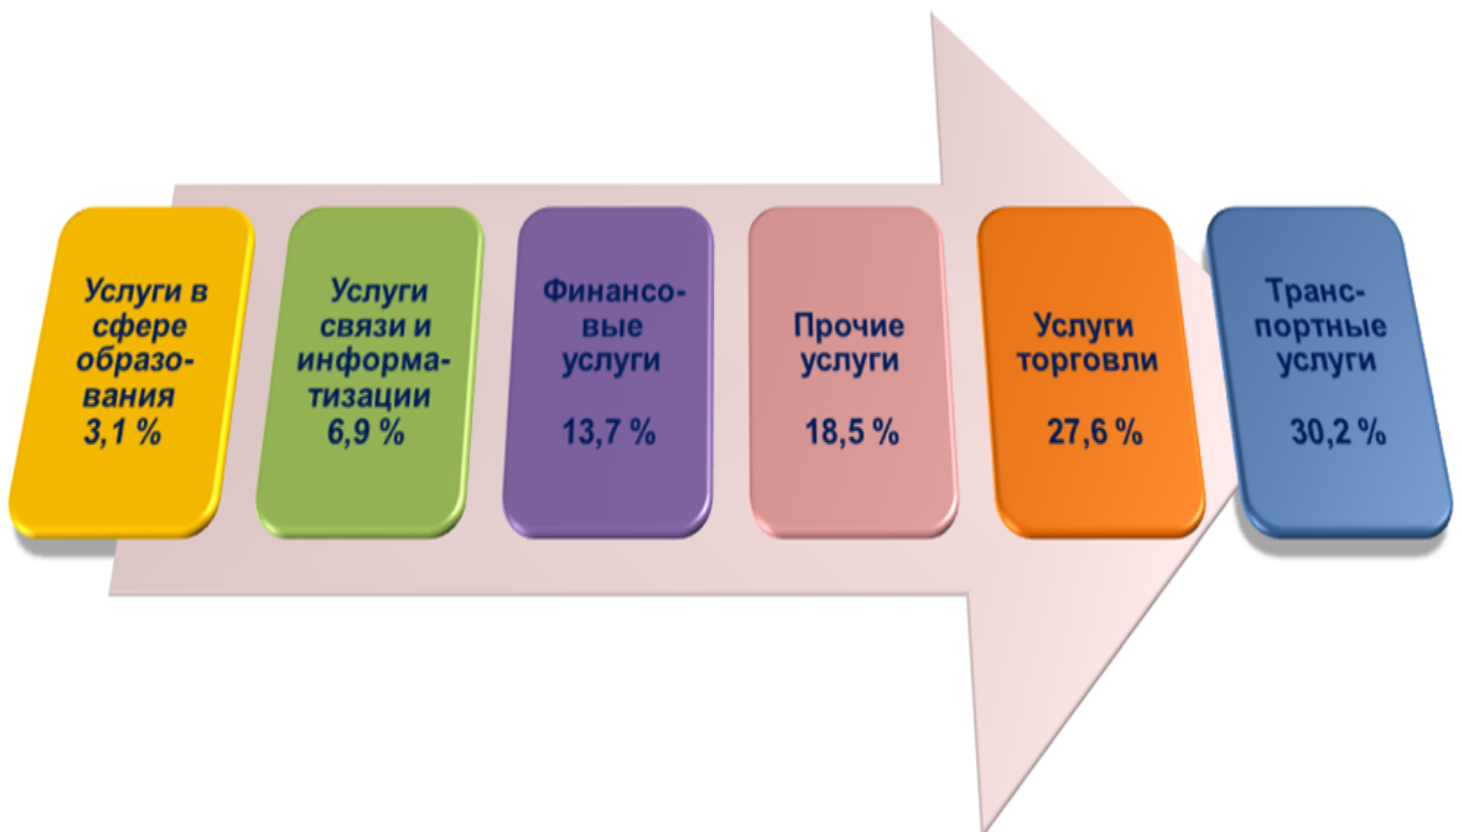 Услуги в
сфере
образо-
вания
3,1 %
Услуги
связи и
информа-
тизации
6,9 %
Финансо-
вые
услуги
13,7 %
Прочие
услуги
18,5 %
Услуги
торговли
27,6 %
Транс-
портные
услуги
30,2 %